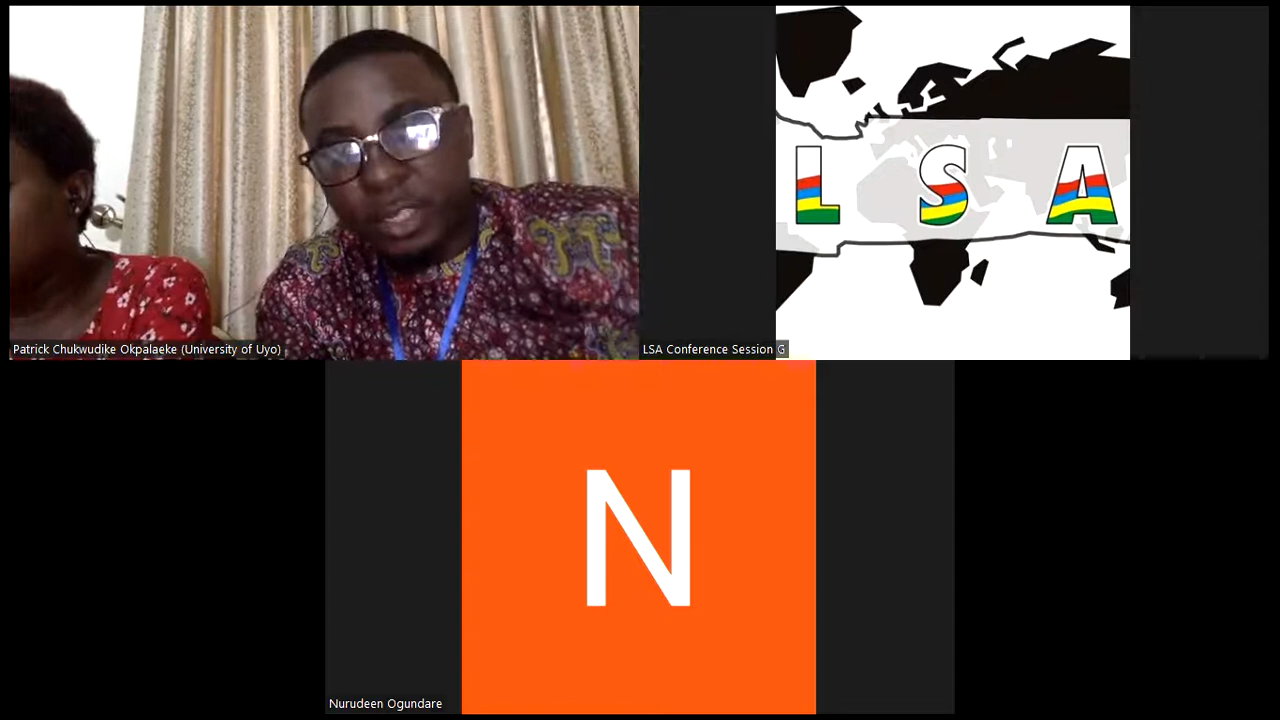 Patrick Chukwudike Okpalaeke (University of Uyo)
L S A
LSA Conference Session G
N
Nurudeen Ogundare